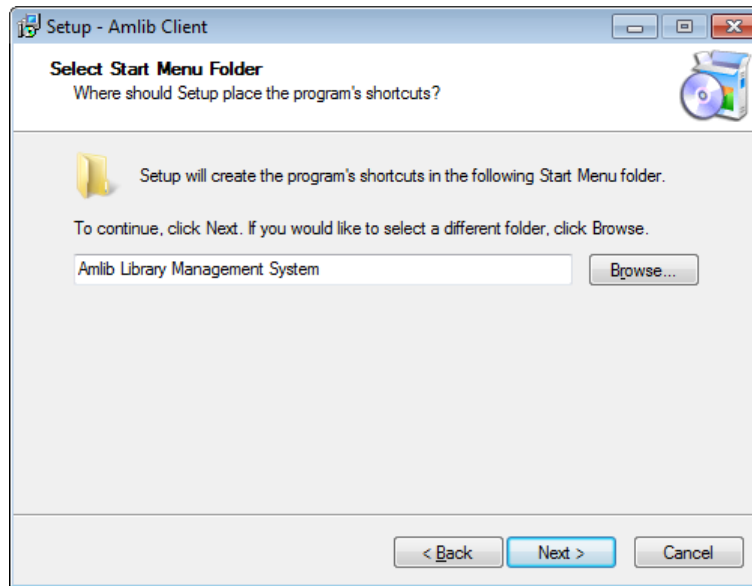 Setup - Amlib Client
Select Start Menu Folder
Where should Setup place the program's shortcuts?
Setup will create the program's shortcuts in the following Start Menu folder.
To continue, click Next. If you would like to select a different folder, click Browse.
Amlib Library Management System
Browse...
< Back
Next >
Cancel